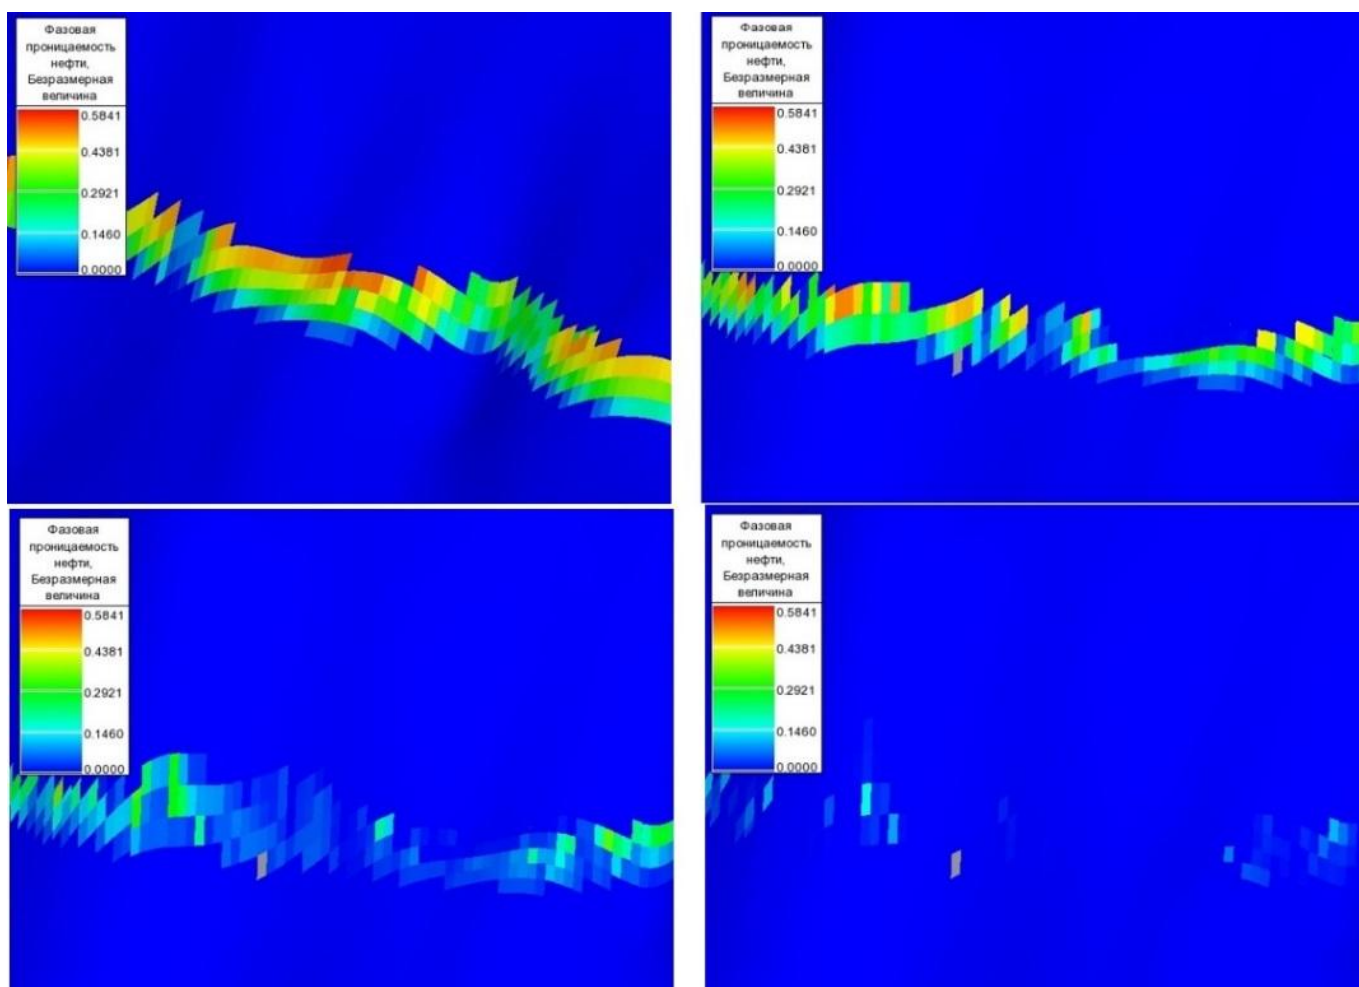 Фазовая
проницаемость
нефти,
Безразмерная
величина
0.5841
0.4381
0.2921
0.1460
0.0000
Фазовая
проницаемость
нефти,
Безразмерная
величина
0.5841
0.4381
0.2921
0.1460
0.0000
Фазовая
проницаемость
нефти,
Безразмерная
величина
0.5841
0.4381
0.2921
0.1460
0.0000
Фазовая
проницаемость
нефти,
Безразмерная
величина
0.5841
0.4381
0.2921
0.1460
0.0000